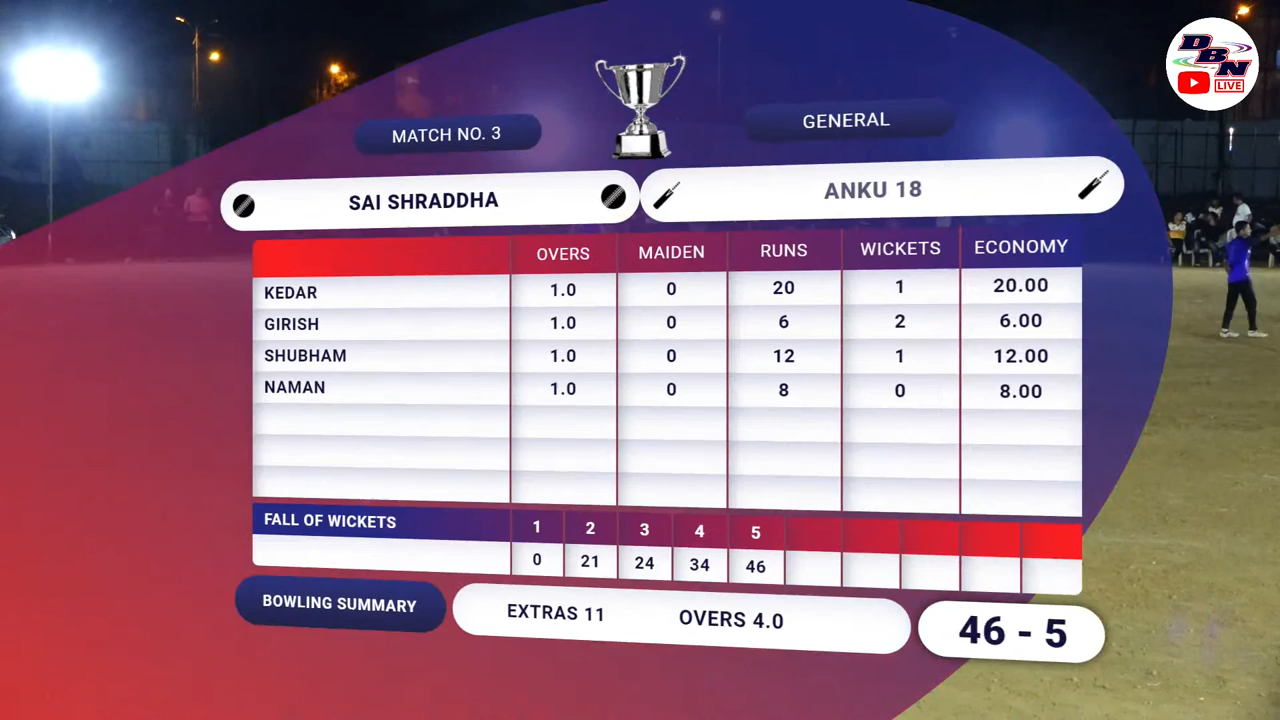 DBN
LIVE
MATCH NO. 3
GENERAL
SAI SHRADDHA
ANKU 18
OVERS MAIDEN RUNS WICKETS ECONOMY
KEDAR 1.0 0 20 1 20.00
GIRISH 1.0 0 6 2 6.00
SHUBHAM 1.0 0 12 1 12.00
NAMAN 1.0 0 8 0 8.00
FALL OF WICKETS 1 2 3 4 5
0 21 24 34 46
BOWLING SUMMARY
EXTRAS 11 OVERS 4.0
46 - 5